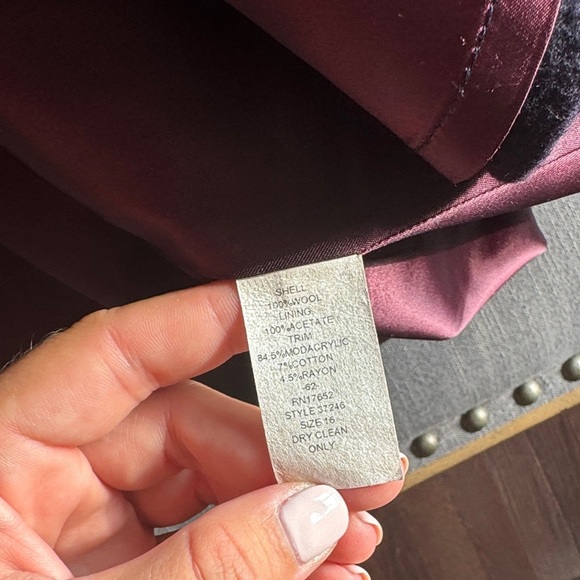 SHELL
100%WOOL
LINING
100%ACETATE
TRIM
84.5%MODACRYLIC
7%COTTON
4.5%RAYON
-62-
RN17652
STYLE 37246
SIZE 16
DRY CLEAN
ONLY